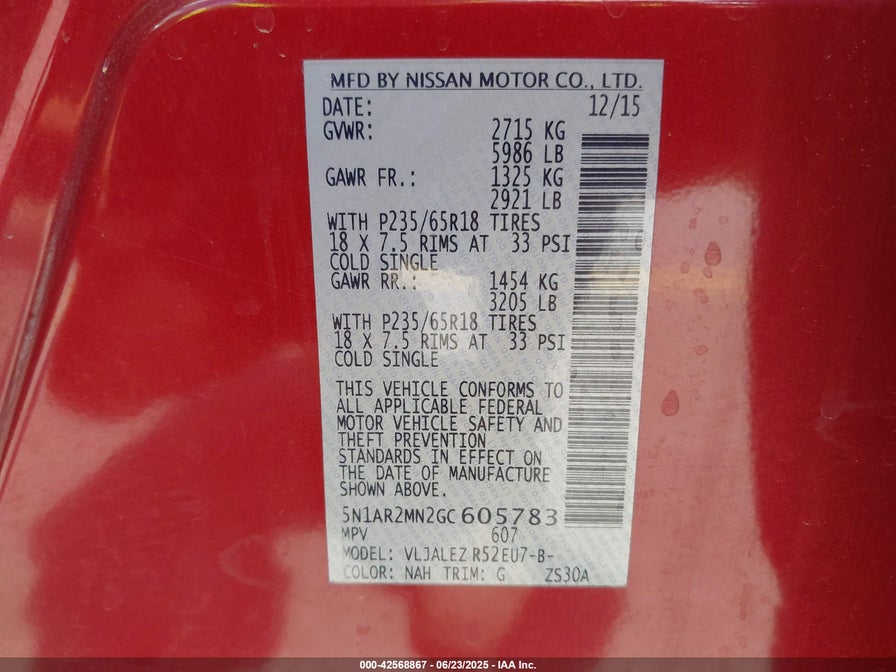 MFD BY NISSAN MOTOR CO., LTD.
DATE: 12/15
GVWR: 2715 KG
5986 LB
GAWR FR.: 1325 KG
2921 LB
WITH P235/65R18 TIRES
18 X 7.5 RIMS AT 33 PSI
COLD SINGLE
GAWR RR.: 1454 KG
3205 LB
WITH P235/65R18 TIRES
18 X 7.5 RIMS AT 33 PSI
COLD SINGLE
THIS VEHICLE CONFORMS TO
ALL APPLICABLE FEDERAL
MOTOR VEHICLE SAFETY AND
THEFT PREVENTION
STANDARDS IN EFFECT ON
THE DATE OF MANUFACTURE
SHOWN ABOVE.
5N1AR2MN2GC605783
MPV 607
MODEL: VLJALEZ R52EU7-B-
COLOR: NAH TRIM: G ZS30A
000-42568867 - 06/23/2025 - IAA Inc.